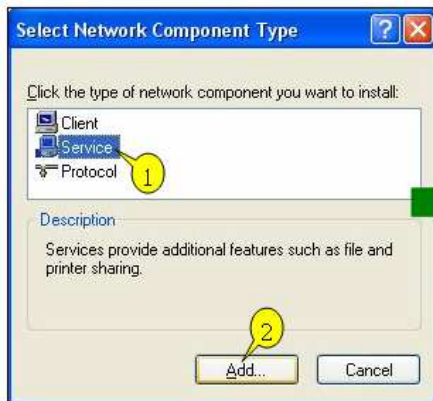 Select Network Component Type
Click the type of network component you want to install:
Client
Service
1
Protocol
Description
Services provide additional features such as file and
printer sharing.
2
Add...
Cancel